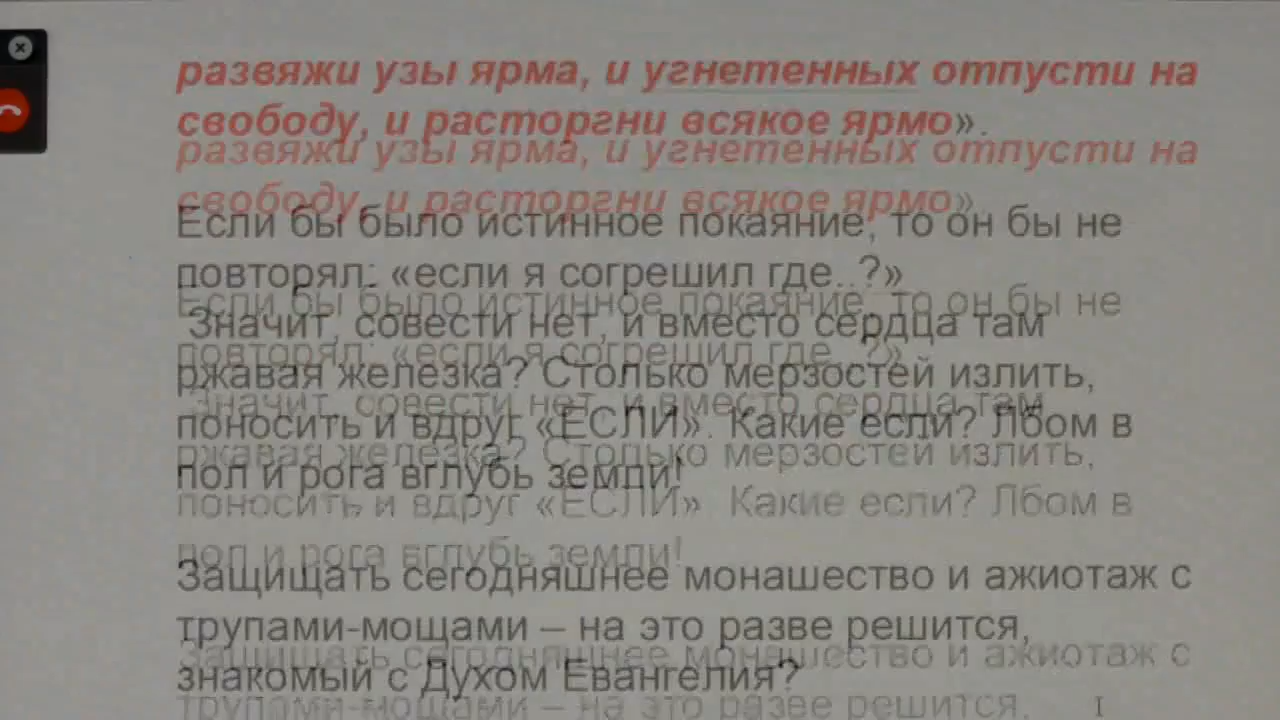 развяжи узы ярма, и угнетенных отпусти на
свободу, и расторгни всякое ярмо».
Если бы было истинное покаяние, то он бы не
повторял: «если я согрешил где..?»
Значит, совести нет, и вместо сердца там
ржавая железка? Столько мерзостей излить,
поносить и вдруг «ЕСЛИ». Какие если? Лбом в
пол и рога вглубь земли!
Защищать сегодняшнее монашество и ажиотаж с
трупами-мощами – на это разве решится,
знакомый с Духом Евангелия?